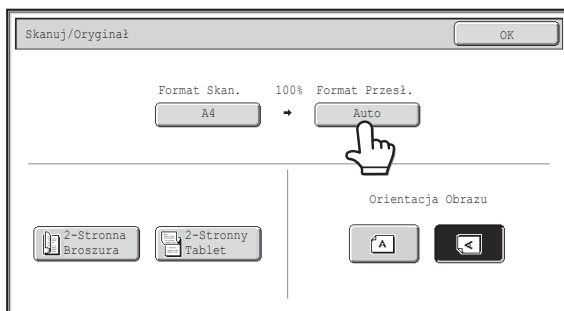 Skanuj/Oryginał
OK
Format Skan. 100% Format Przesł.
A4 → Auto
Orientacja Obrazu
2-Stronna Broszura
2-Stronny Tablet
A
A